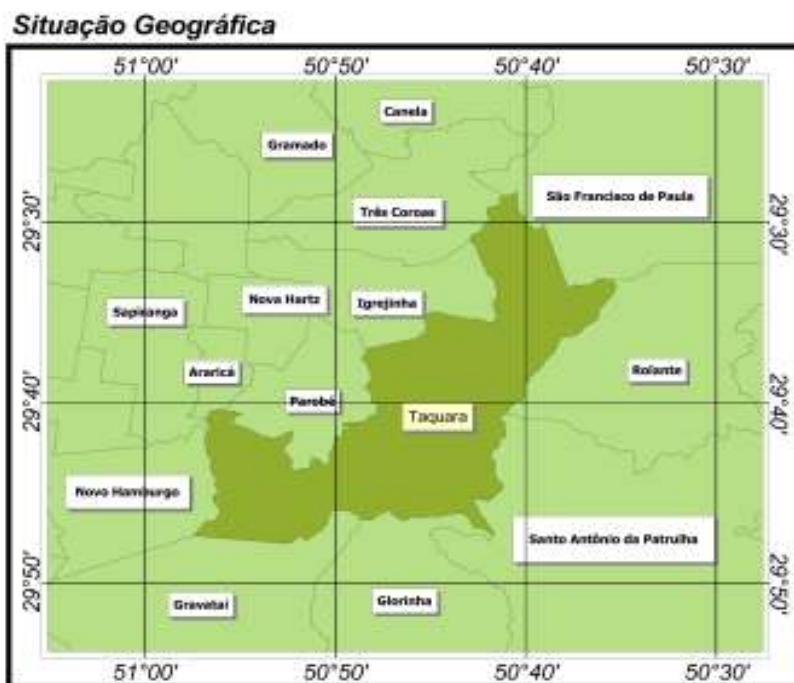 Situação Geográfica
51°00' 50°50' 50°40' 50°30'
Canela
Gramado
São Francisco de Paula
Três Coroas
29°30' 29°30'
Nova Hartz
Igrejinha
Sapiranga
Araricá
Rolante
Parobé
29°40' 29°40'
Taquara
Novo Hamburgo
Santo Antônio da Patrulha
29°50' 29°50'
Gravataí
Glorinha
51°00' 50°50' 50°40' 50°30'